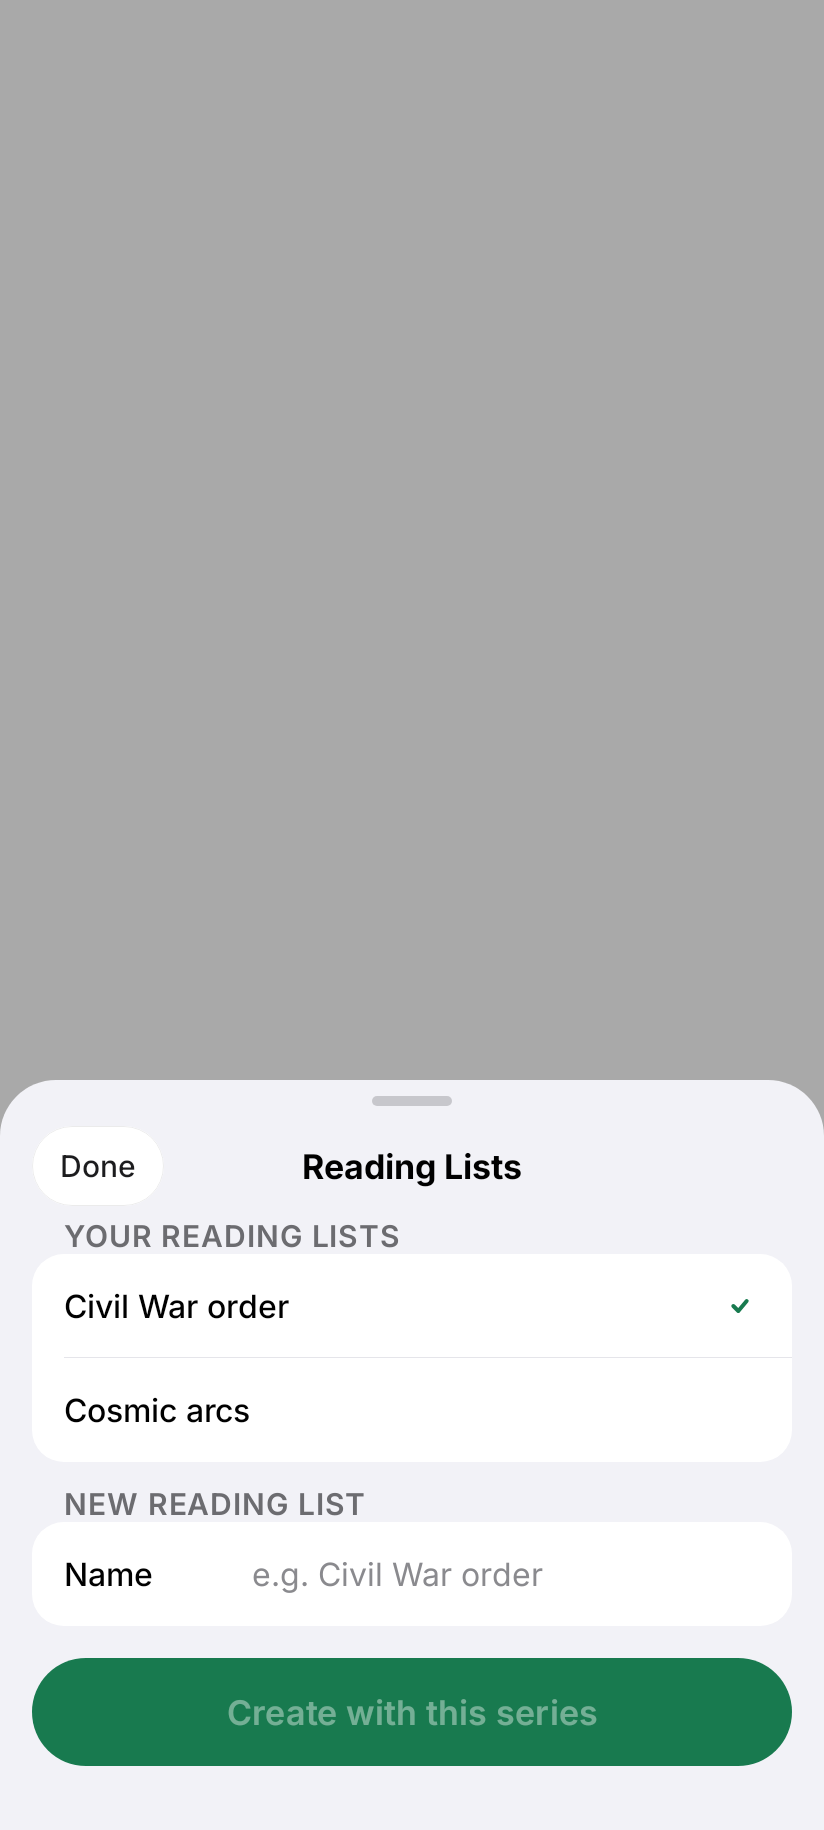 Done
Reading Lists
YOUR READING LISTS
Civil War order
Cosmic arcs
NEW READING LIST
Name e.g. Civil War order
Create with this series